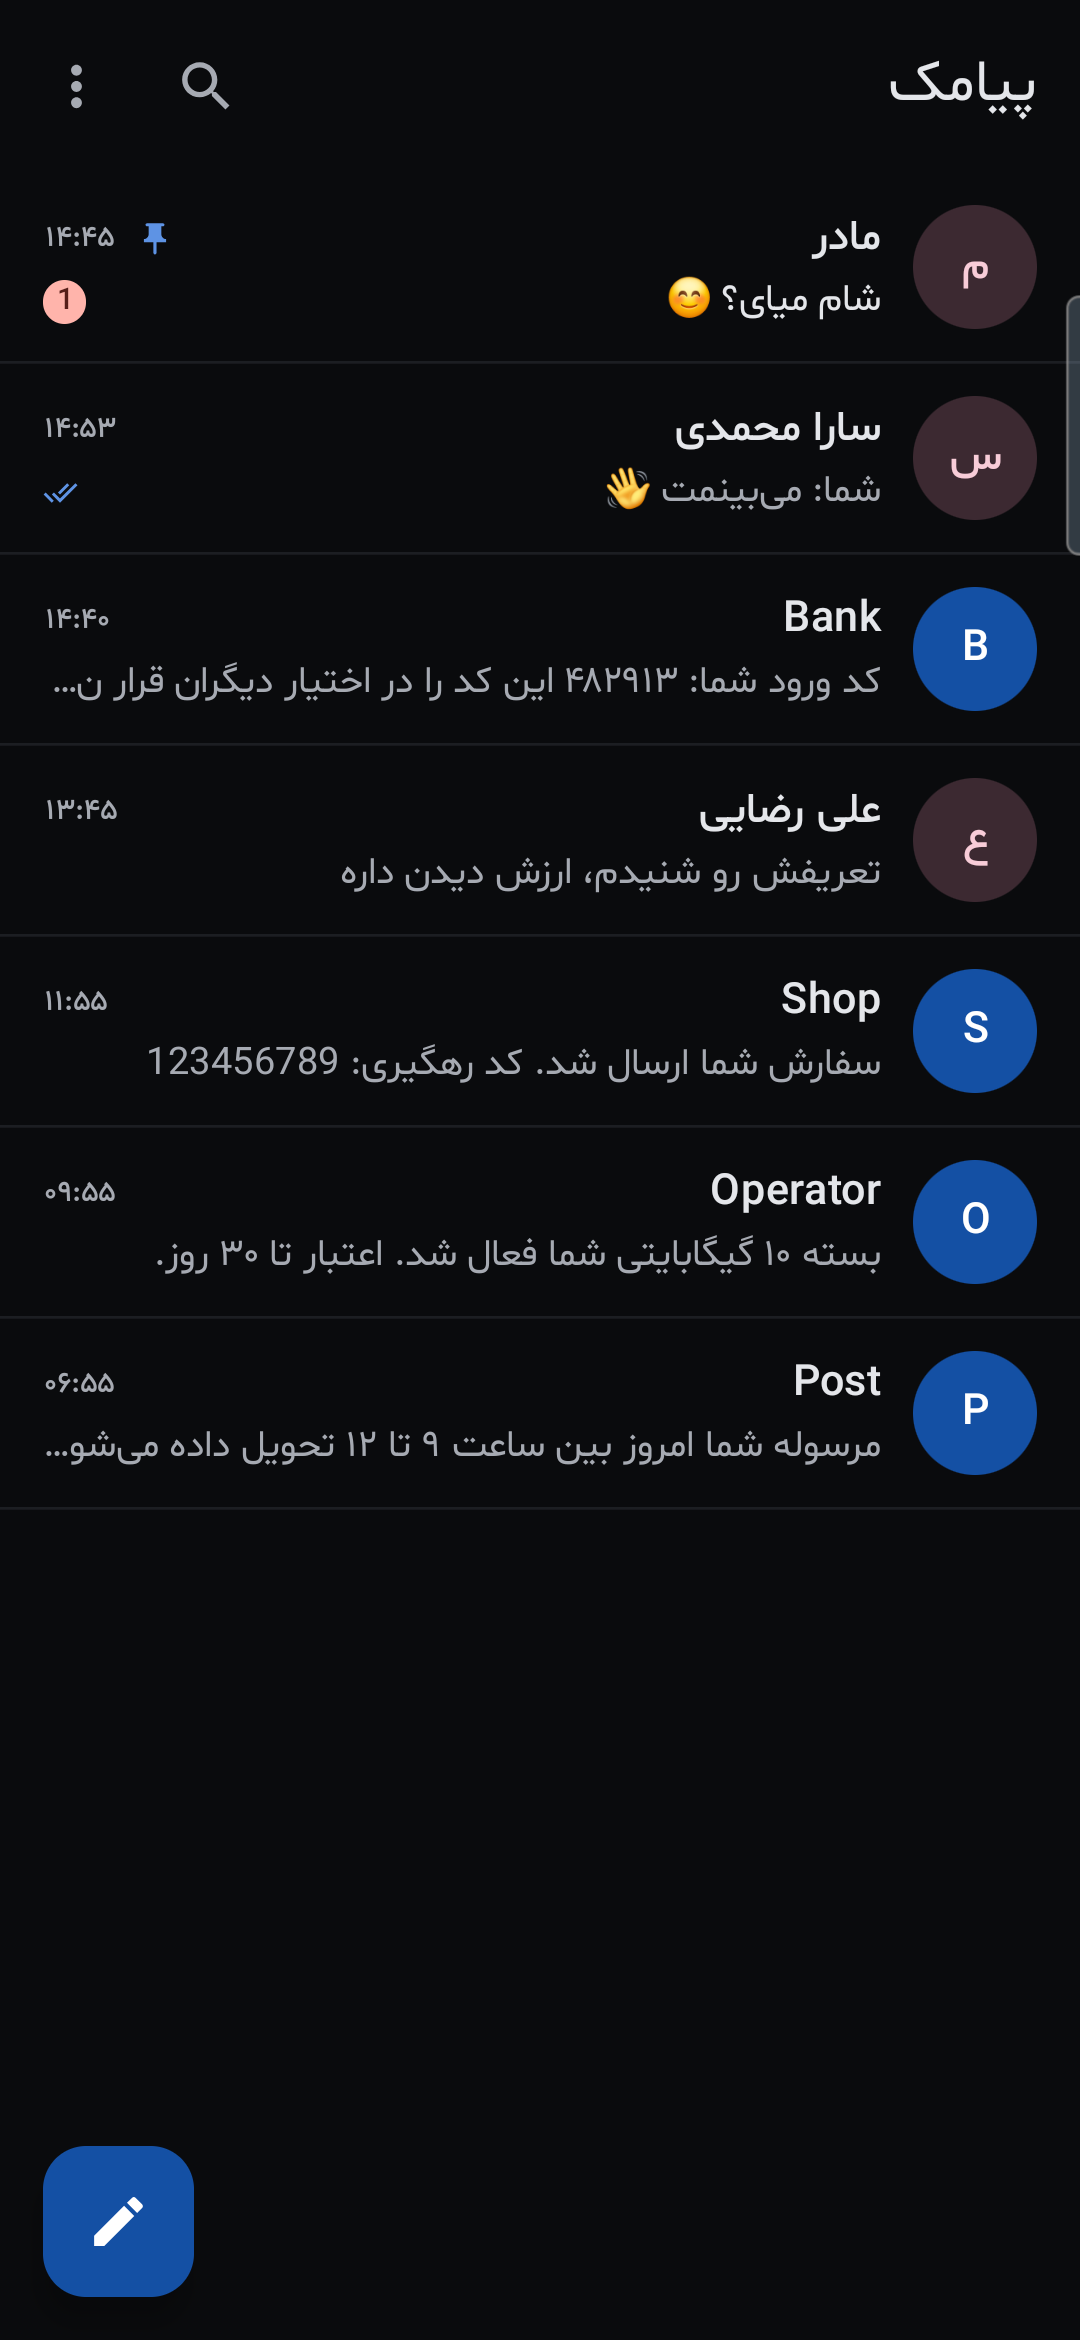 پیامک
م
مادر
۱۴:۴۵
شام میای؟ 😊
1
س
سارا محمدی
۱۴:۵۳
شما: می‌بینمت 👋
B
Bank
۱۴:۴۰
کد ورود شما: ۴۸۲۹۱۳ این کد را در اختیار دیگران قرار ن...
ع
علی رضایی
۱۳:۴۵
تعریفش رو شنیدم، ارزش دیدن داره
S
Shop
۱۱:۵۵
سفارش شما ارسال شد. کد رهگیری: 123456789
O
Operator
۰۹:۵۵
بسته ۱۰ گیگابایتی شما فعال شد. اعتبار تا ۳۰ روز.
P
Post
۰۶:۵۵
مرسوله شما امروز بین ساعت ۹ تا ۱۲ تحویل داده می‌شو...